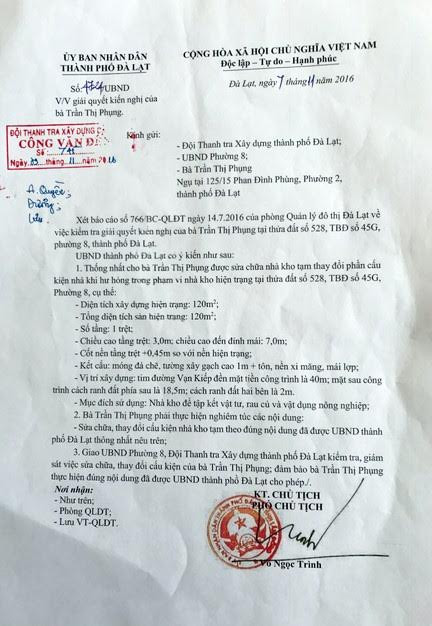 ỦY BAN NHÂN DÂN
THÀNH PHỐ ĐÀ LẠT
CỘNG HÒA XÃ HỘI CHỦ NGHĨA VIỆT NAM
Độc lập – Tự do – Hạnh phúc
Số: /UBND
V/v giải quyết kiến nghị của
bà Trần Thị Phụng.
Đà Lạt, ngày 7 tháng 11 năm 2016
ĐỘI THANH TRA XÂY DỰNG
CÔNG VĂN ĐẾN
Số
Ngày tháng 11 năm 2016
A. Quyền;
Kính gửi:
- Đội Thanh tra Xây dựng thành phố Đà Lạt;
- UBND Phường 8;
- Bà Trần Thị Phụng
Ngụ tại 125/15 Phan Đình Phùng, Phường 2,
thành phố Đà Lạt
Xét báo cáo số 766/BC-QLĐT ngày 14.7.2016 của phòng Quản lý đô thị Đà Lạt về
việc kiểm tra giải quyết kiến nghị của bà Trần Thị Phụng tại thửa đất số 528, TBĐ số 45G,
phường 8, thành phố Đà Lạt.
UBND thành phố Đà Lạt có ý kiến như sau:
1. Thống nhất cho bà Trần Thị Phụng được sửa chữa nhà kho tạm thay đổi phần cấu
kiện nhà khi hư hỏng trong phạm vi nhà kho hiện trạng tại thửa đất số 528, TBĐ số 45G,
Phường 8, cụ thể:
- Diện tích xây dựng hiện trạng: 120m²;
- Tổng diện tích sàn hiện trạng: 120m²;
- Số tầng: 1 trệt;
- Chiều cao tầng trệt: 3,0m; chiều cao đến đỉnh mái: 7,0m;
- Cốt nền tầng trệt +0,45m so với nền hiện trạng;
- Kết cấu: móng đá chẻ, tường xây gạch cao 1m + tôn, nền xi măng, mái lợp;
- Vị trí xây dựng: tim đường Vạn Kiếp đến mặt tiền công trình là 40m; mặt sau công
trình cách ranh đất phía sau là 18,5m; cách ranh đất hai bên là 2m.
- Mục đích sử dụng: Nhà kho để tập kết vật tư, rau củ và vật dụng nông nghiệp;
2. Bà Trần Thị Phụng phải thực hiện nghiêm túc các nội dung:
- Sửa chữa, thay đổi cấu kiện nhà kho tạm theo đúng nội dung đã được UBND thành
phố Đà Lạt thống nhất nêu trên;
3. Giao UBND Phường 8, Đội Thanh tra Xây dựng thành phố Đà Lạt kiểm tra, giám
sát việc sửa chữa, thay đổi cấu kiện của bà Trần Thị Phụng; đảm bảo bà Trần Thị Phụng
thực hiện đúng nội dung đã được UBND thành phố Đà Lạt cho phép./.
Nơi nhận:
- Như trên;
- Phòng QLĐT;
- Lưu VT-QLĐT.
KT. CHỦ TỊCH
PHÓ CHỦ TỊCH
Võ Ngọc Trình